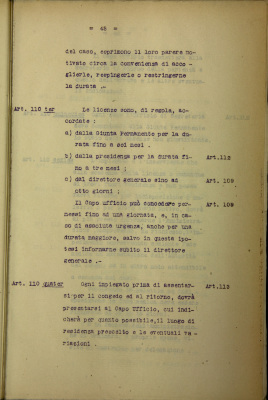 - 48 -
del caso, esprimono il loro parere mo-
tivato circa la convenienza di acco-
glierle, respingerle o restringerne
la durata .-
Art. 110 ter Le licenze sono, di regola, ac-
cordate :
a) dalla Giunta Permanente per la du-
rata fino a sei mesi .
b) dalla presidenza per la durata fi- Art.112
no a tre mesi ;
c) dal direttore generale sino ad Art. 109
otto giorni ;
Il Capo ufficio può concedere per- Art. 109
messi fino ad una giornata, e, in ca-
so di assoluta urgenza, anche per una
durata maggiore, salvo in questa ipo-
tesi informarne subito il direttore
generale .-
Art. 110 quater Ogni impiegato prima di assentar- Art.113
si per il congedo ed al ritorno, dovrà
presentarsi al Capo Ufficio, cui indi-
cherà per quanto possibile, il luogo di
residenza prescelto e le eventuali va-
riazioni .